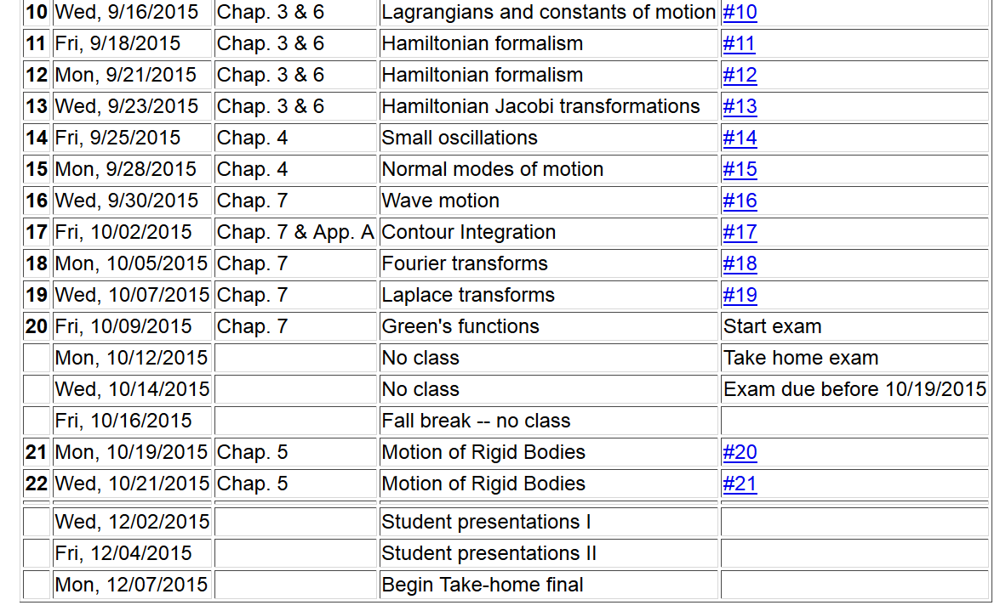 10 Wed, 9/16/2015 Chap. 3 & 6 Lagrangians and constants of motion #10
11 Fri, 9/18/2015 Chap. 3 & 6 Hamiltonian formalism #11
12 Mon, 9/21/2015 Chap. 3 & 6 Hamiltonian formalism #12
13 Wed, 9/23/2015 Chap. 3 & 6 Hamiltonian Jacobi transformations #13
14 Fri, 9/25/2015 Chap. 4 Small oscillations #14
15 Mon, 9/28/2015 Chap. 4 Normal modes of motion #15
16 Wed, 9/30/2015 Chap. 7 Wave motion #16
17 Fri, 10/02/2015 Chap. 7 & App. A Contour Integration #17
18 Mon, 10/05/2015 Chap. 7 Fourier transforms #18
19 Wed, 10/07/2015 Chap. 7 Laplace transforms #19
20 Fri, 10/09/2015 Chap. 7 Green's functions Start exam
Mon, 10/12/2015 No class Take home exam
Wed, 10/14/2015 No class Exam due before 10/19/2015
Fri, 10/16/2015 Fall break -- no class
21 Mon, 10/19/2015 Chap. 5 Motion of Rigid Bodies #20
22 Wed, 10/21/2015 Chap. 5 Motion of Rigid Bodies #21
Wed, 12/02/2015 Student presentations I
Fri, 12/04/2015 Student presentations II
Mon, 12/07/2015 Begin Take-home final